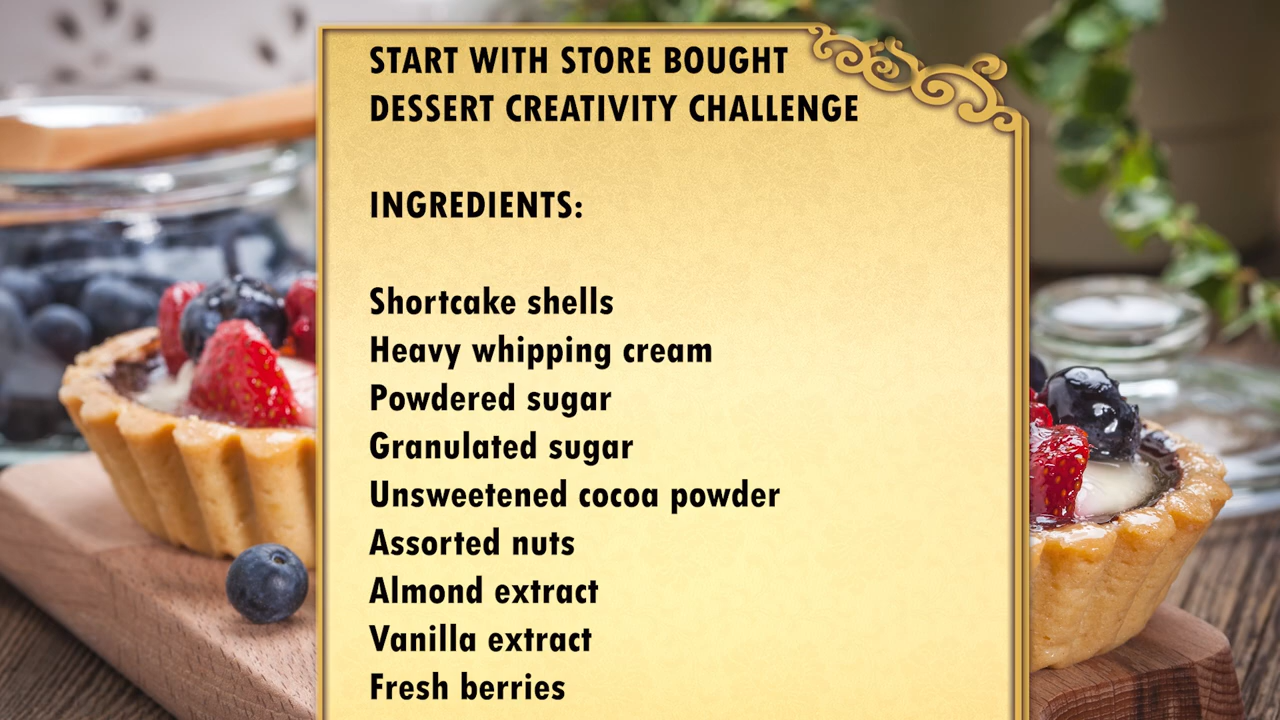 START WITH STORE BOUGHT
DESSERT CREATIVITY CHALLENGE
INGREDIENTS:
Shortcake shells
Heavy whipping cream
Powdered sugar
Granulated sugar
Unsweetened cocoa powder
Assorted nuts
Almond extract
Vanilla extract
Fresh berries